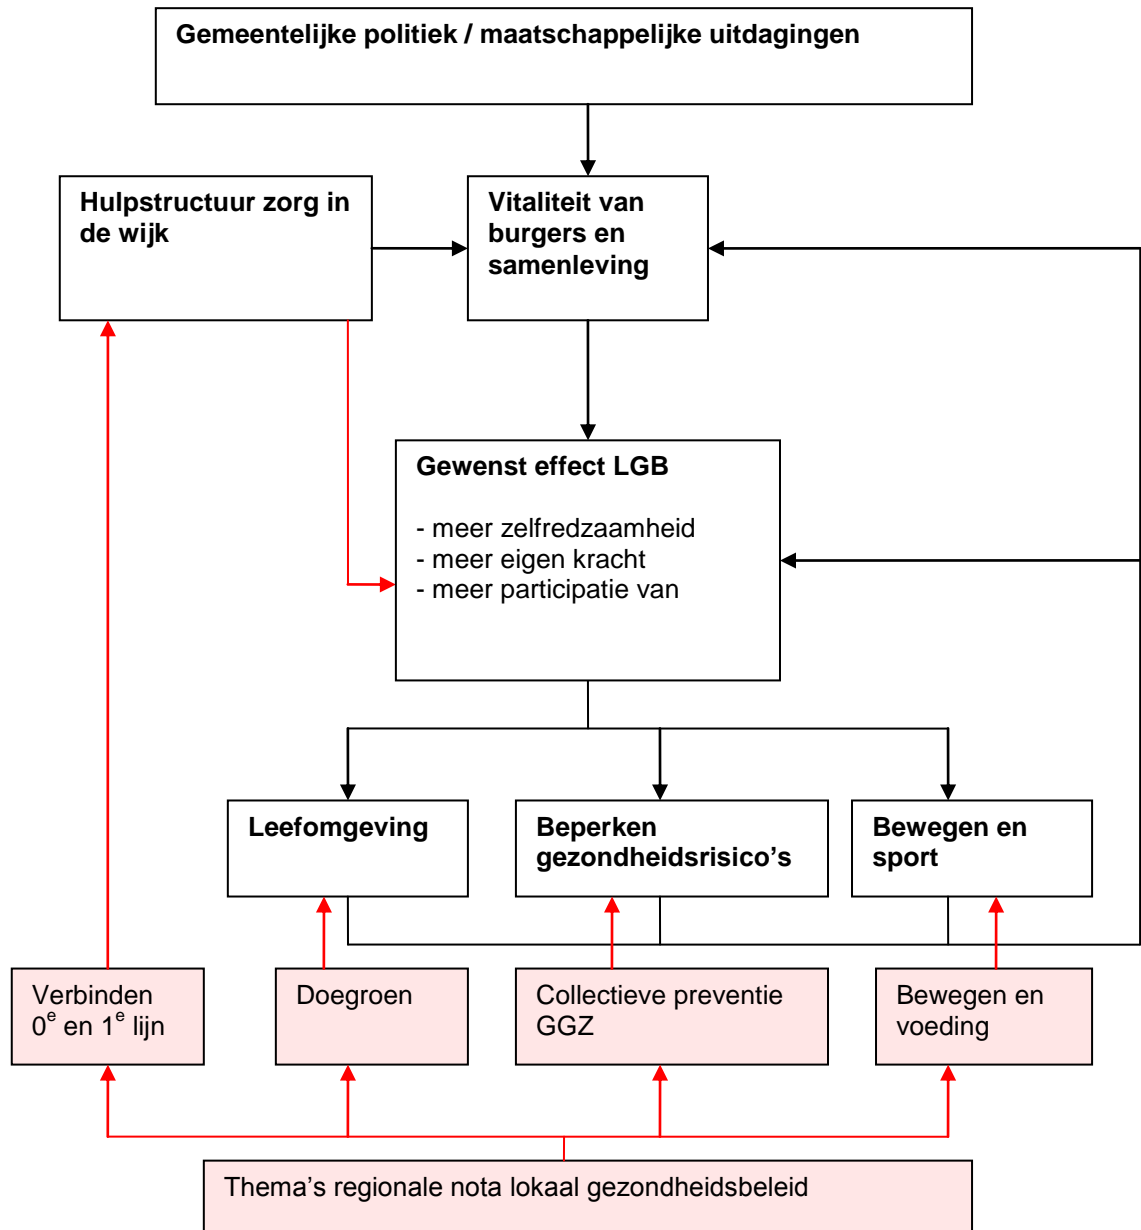 Gemeentelijke politiek / maatschappelijke uitdagingen
Hulpstructuur zorg in
de wijk
Vitaliteit van
burgers en
samenleving
Gewenst effect LGB
- meer zelfredzaamheid
- meer eigen kracht
- meer participatie van
Leefomgeving
Beperken
gezondheidsrisico’s
Bewegen en
sport
Verbinden
0e en 1e lijn
Doegroen
Collectieve preventie
GGZ
Bewegen en
voeding
Thema’s regionale nota lokaal gezondheidsbeleid